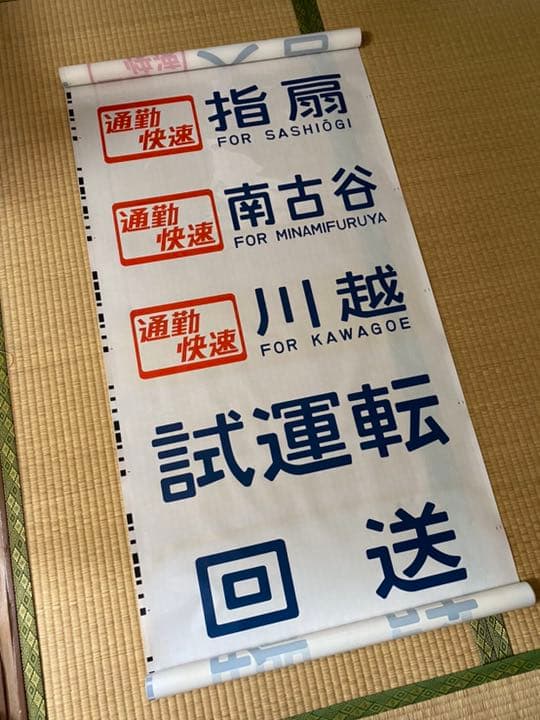 通勤快速 指扇
FOR SASHIŌGI
通勤快速 南古谷
FOR MINAMIFURUYA
通勤快速 川越
FOR KAWAGOE
試運転
回送